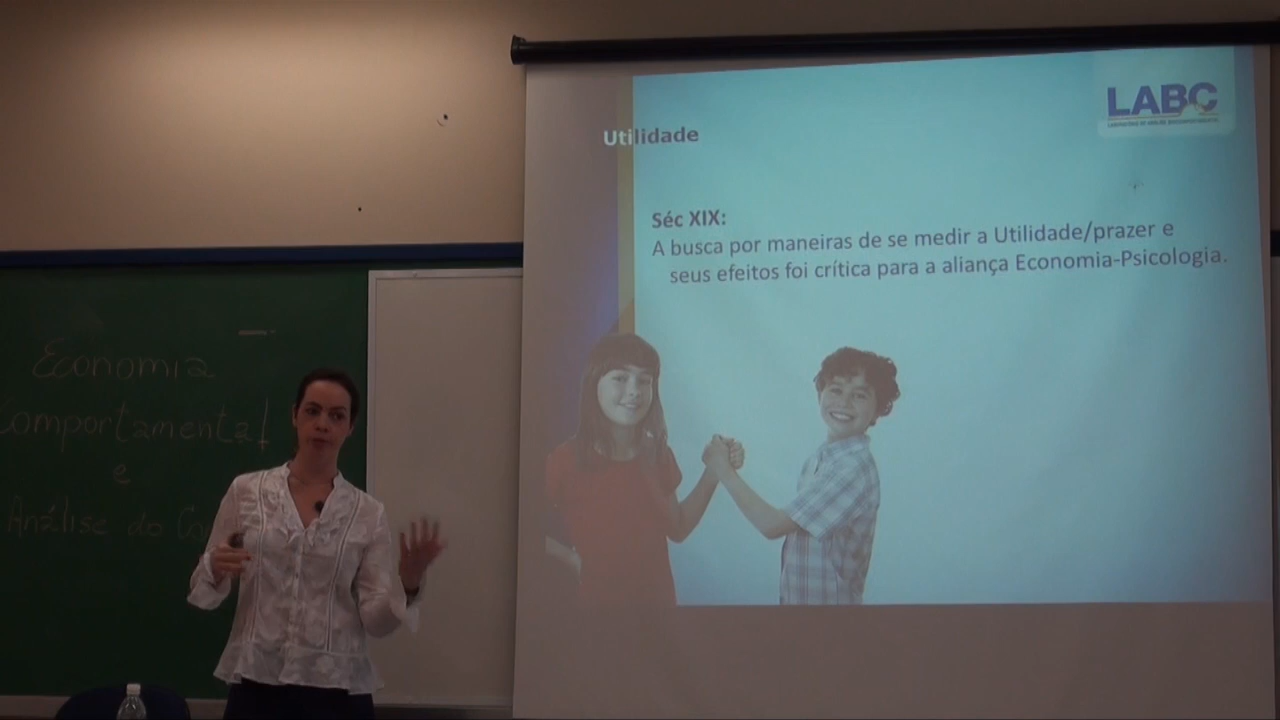 Economia
Comportamental
e
Análise do
Utilidade
LABC
Séc XIX:
A busca por maneiras de se medir a Utilidade/prazer e
seus efeitos foi crítica para a aliança Economia-Psicologia.